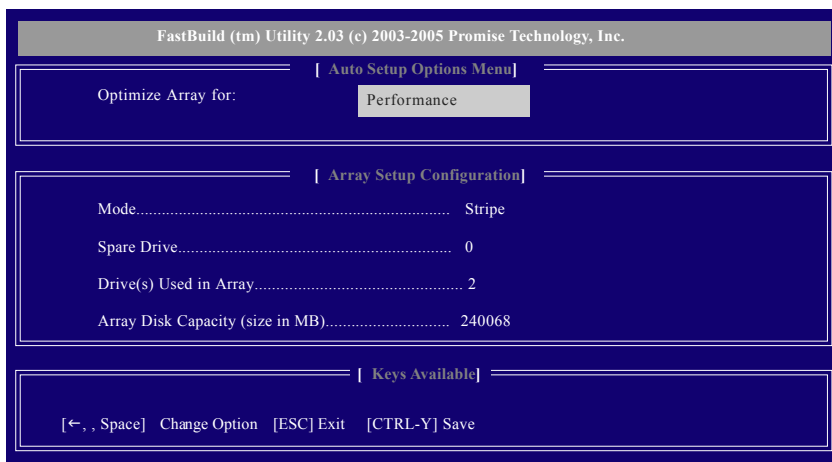 FastBuild (tm) Utility 2.03 (c) 2003-2005 Promise Technology, Inc.
[ Auto Setup Options Menu]
Optimize Array for: Performance
[ Array Setup Configuration]
Mode.......................................................................... Stripe
Spare Drive................................................................ 0
Drive(s) Used in Array................................................. 2
Array Disk Capacity (size in MB)............................. 240068
[ Keys Available]
[←, , Space] Change Option [ESC] Exit [CTRL-Y] Save